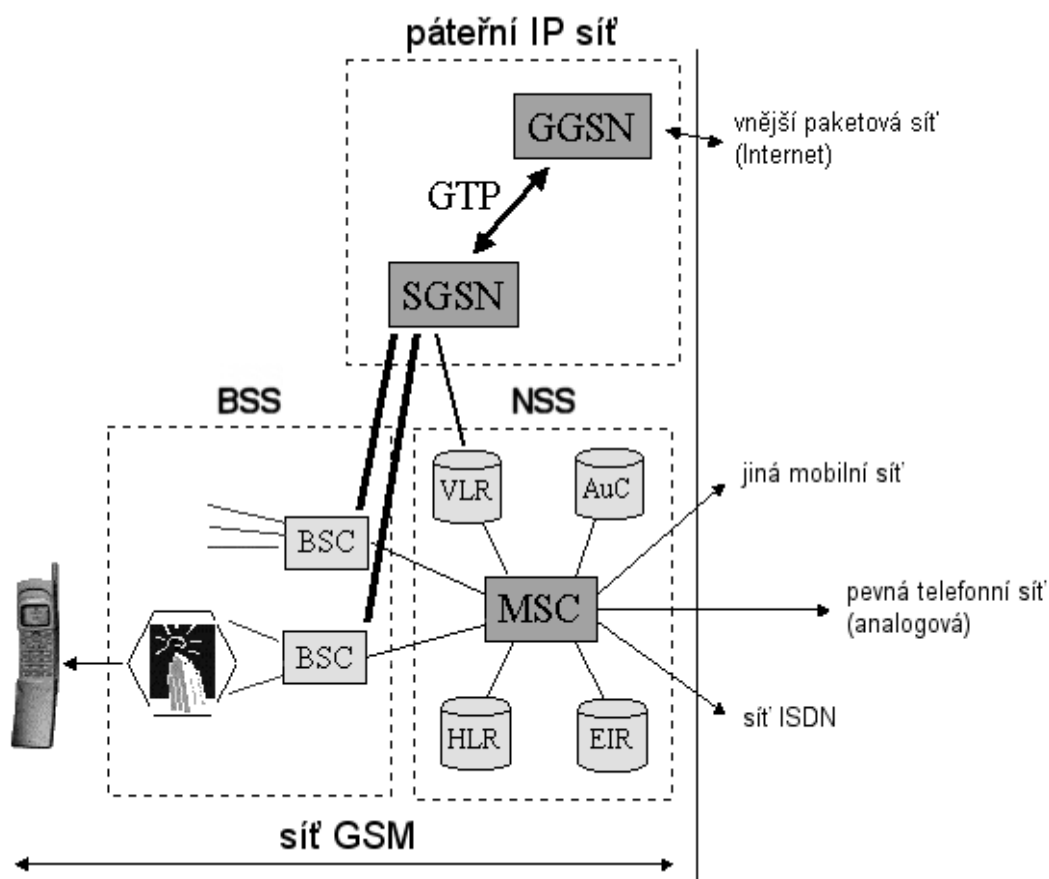 páteřní IP síť
GGSN
vnější paketová síť
(Internet)
GTP
SGSN
BSS
NSS
VLR
AuC
jiná mobilní síť
BSC
MSC
pevná telefonní síť
(analogová)
BSC
HLR
EIR
síť ISDN
síť GSM